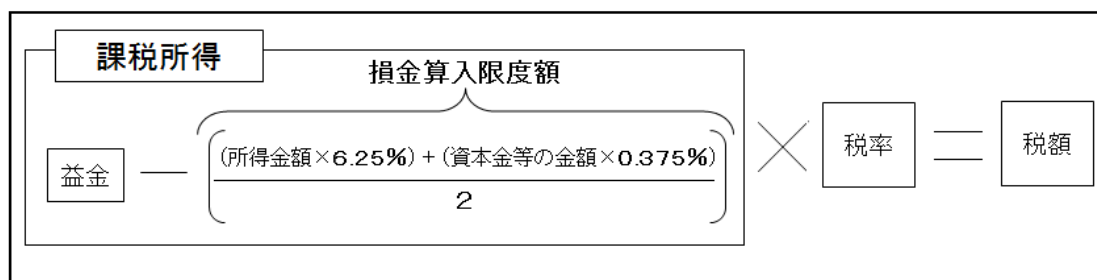 課税所得
損金算入限度額
益金 — (所得金額×6.25%)+(資本金等の金額×0.375%) × 税率 = 税額
2